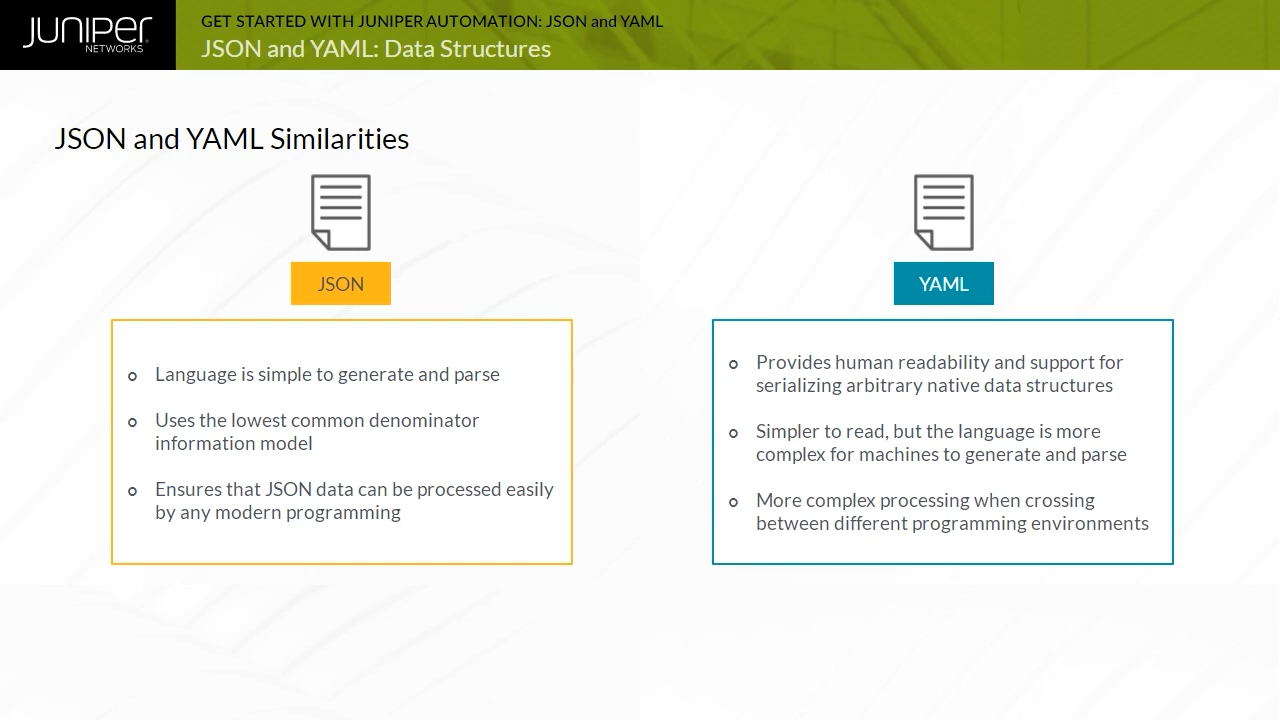 JUNIPER
NETWORKS
GET STARTED WITH JUNIPER AUTOMATION: JSON and YAML
JSON and YAML: Data Structures
JSON and YAML Similarities
JSON
Language is simple to generate and parse
Uses the lowest common denominator
information model
Ensures that JSON data can be processed easily
by any modern programming
YAML
Provides human readability and support for
serializing arbitrary native data structures
Simpler to read, but the language is more
complex for machines to generate and parse
More complex processing when crossing
between different programming environments